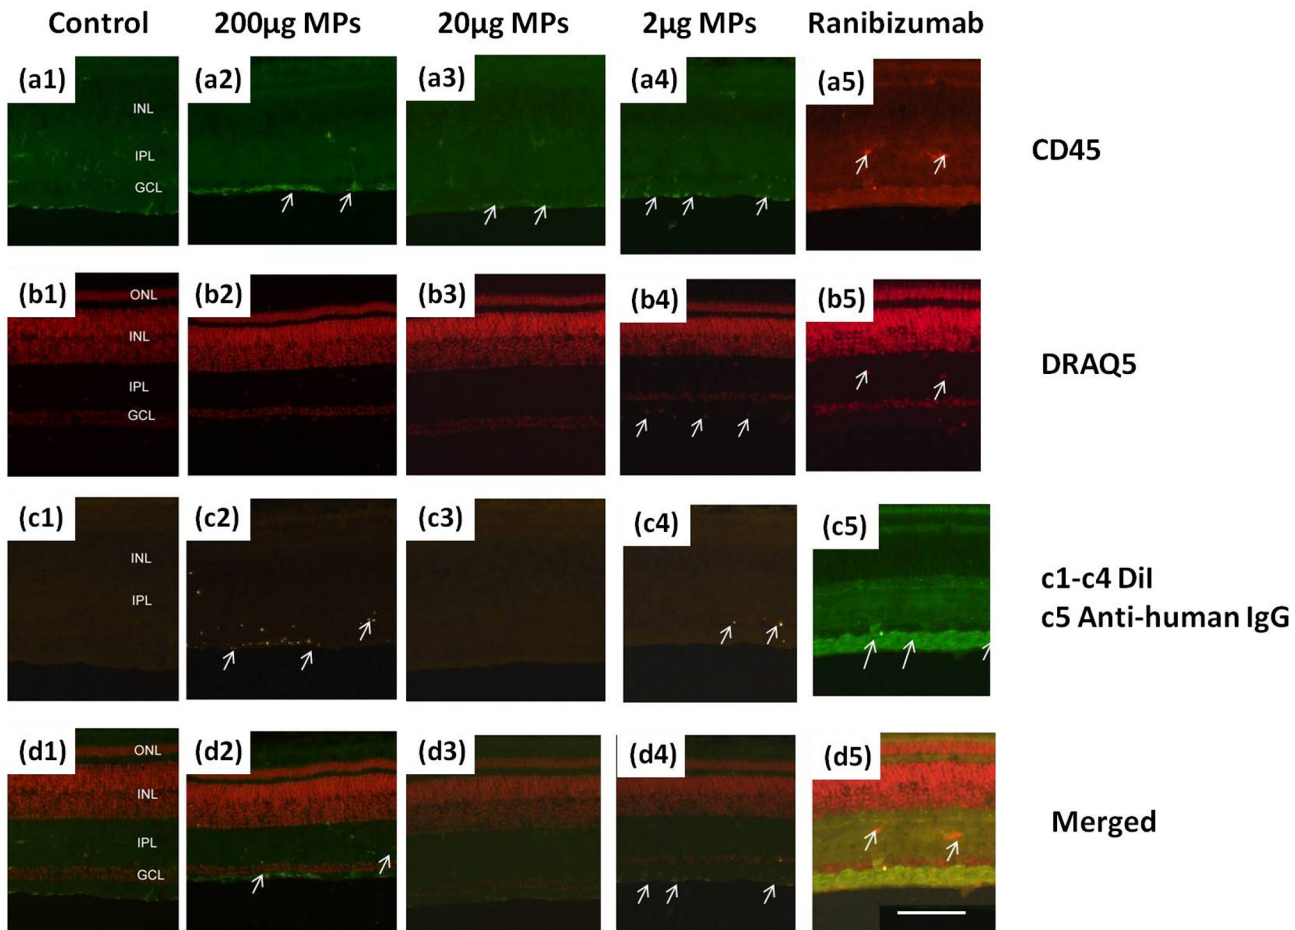 Control 200µg MPs 20µg MPs 2µg MPs Ranibizumab
(a1) (a2) (a3) (a4) (a5)
INL
IPL
GCL
CD45
(b1) (b2) (b3) (b4) (b5)
ONL
INL
IPL
GCL
DRAQ5
(c1) (c2) (c3) (c4) (c5)
INL
IPL
c1-c4 DiI
c5 Anti-human IgG
(d1) (d2) (d3) (d4) (d5)
ONL
INL
IPL
GCL
Merged